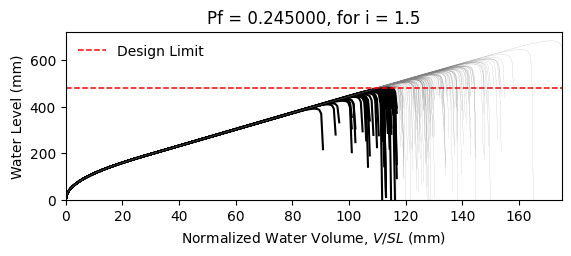 Pf = 0.245000, for i = 1.5
Design Limit
Water Level (mm)
600
400
200
0
0 20 40 60 80 100 120 140 160
Normalized Water Volume, V/SL (mm)